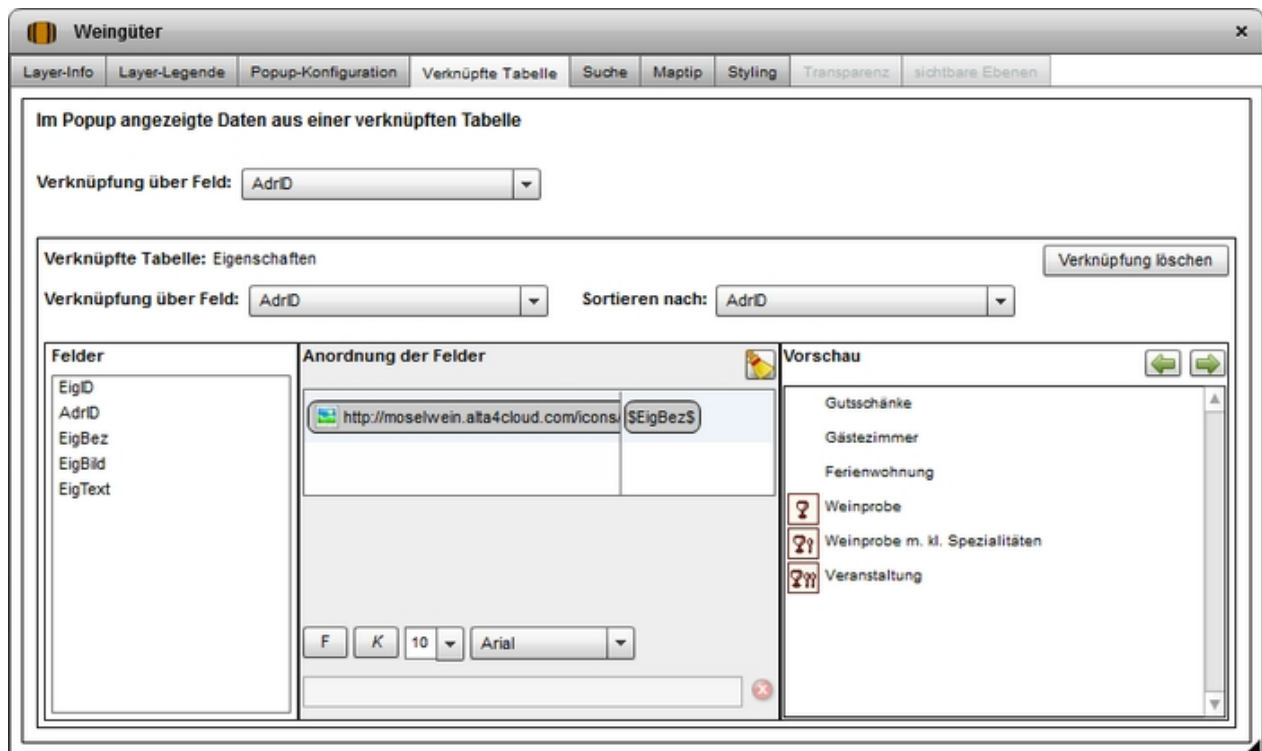 Weingüter
Layer-Info Layer-Legende Popup-Konfiguration Verknüpfte Tabelle Suche Maptip Styling Transparenz sichtbare Ebenen
Im Popup angezeigte Daten aus einer verknüpften Tabelle
Verknüpfung über Feld: AdrID
Verknüpfte Tabelle: Eigenschaften Verknüpfung löschen
Verknüpfung über Feld: AdrID Sortieren nach: AdrID
Felder
EigID
AdrID
EigBez
EigBild
EigText
Anordnung der Felder
http://moselwein.alta4cloud.com/icons/ $EigBez$
F K 10 Arial
Vorschau
Gutsschänke
Gästezimmer
Ferienwohnung
Weinprobe
Weinprobe m. kl. Spezialitäten
Veranstaltung